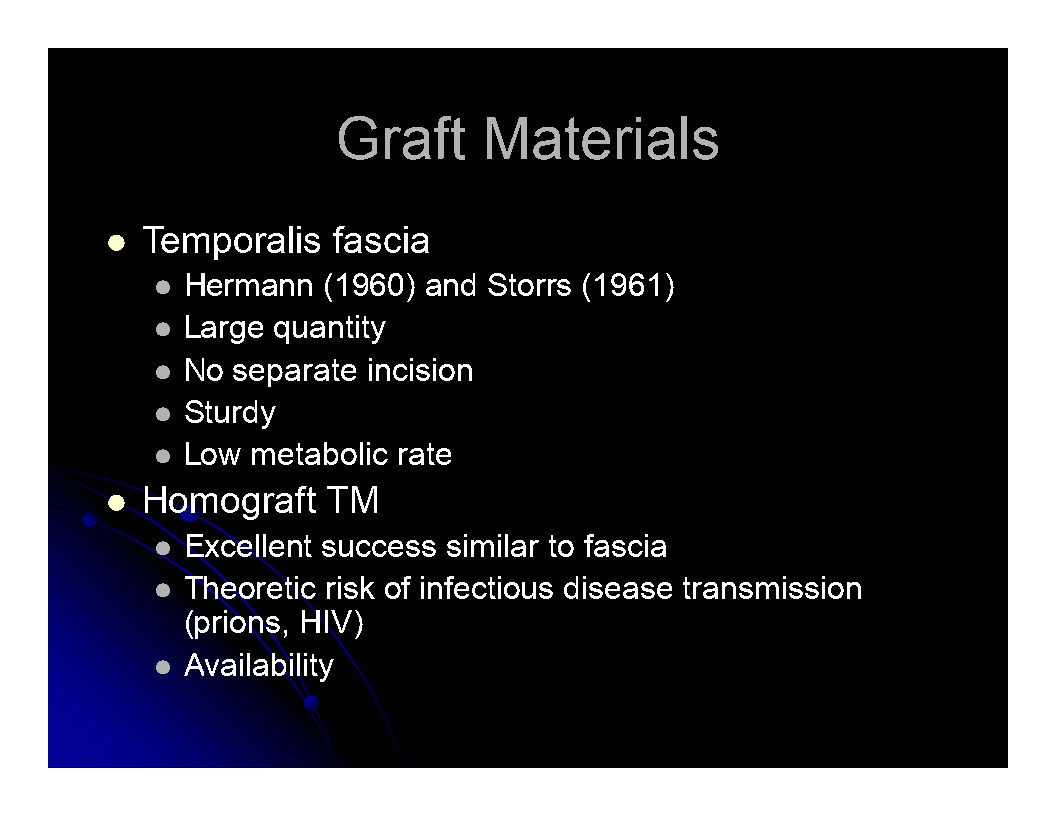 Graft Materials
Temporalis fascia
Hermann (1960) and Storrs (1961)
Large quantity
No separate incision
Sturdy
Low metabolic rate
Homograft TM
Excellent success similar to fascia
Theoretic risk of infectious disease transmission
(prions, HIV)
Availability